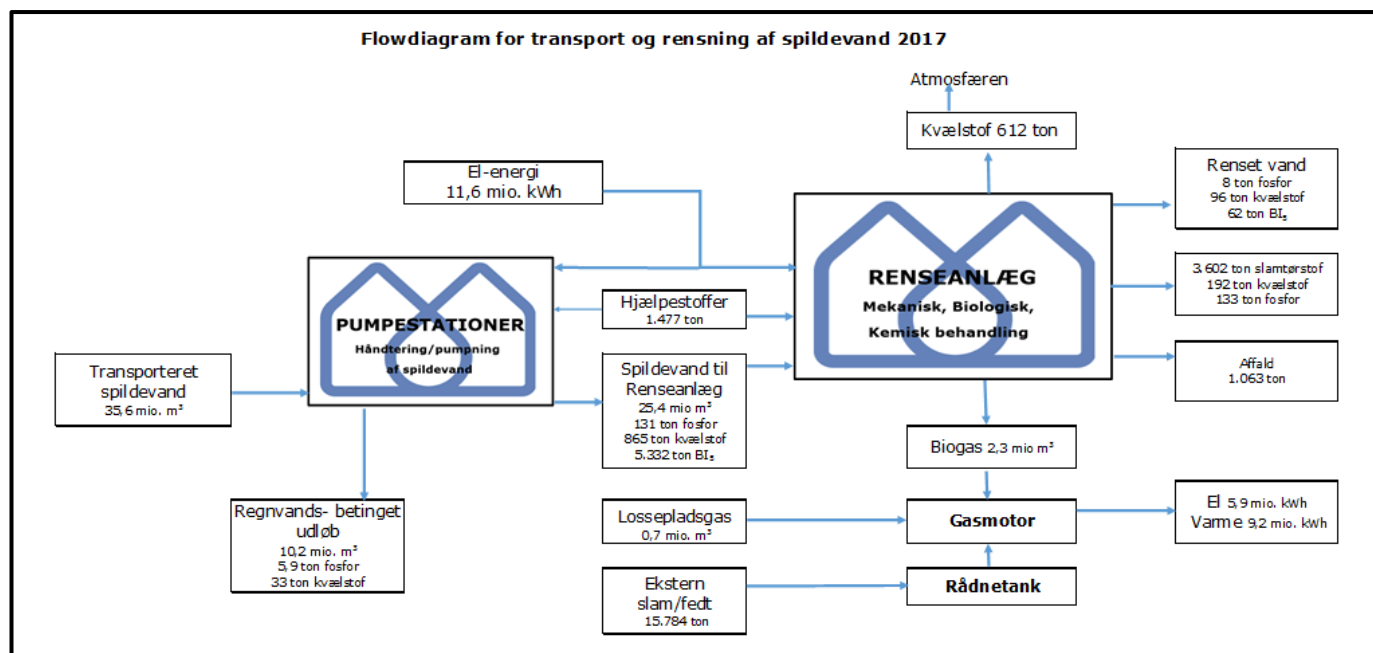 Flowdiagram for transport og rensning af spildevand 2017
Atmosfæren
Kvælstof 612 ton
El-energi
11,6 mio. kWh
Renset vand
8 ton fosfor
96 ton kvælstof
62 ton BI₅
RENSEANLÆG
Mekanisk, Biologisk,
Kemisk behandling
3.602 ton slamtørstof
192 ton kvælstof
133 ton fosfor
Hjælpestoffer
1.477 ton
PUMPESTATIONER
Håndtering/pumpning
af spildevand
Transporteret
spildevand
35,6 mio. m³
Spildevand til
Renseanlæg
25,4 mio m³
131 ton fosfor
865 ton kvælstof
5.332 ton BI₅
Affald
1.063 ton
Biogas 2,3 mio m³
Regnvands- betinget
udløb
10,2 mio. m³
5,9 ton fosfor
33 ton kvælstof
Lossepladsgas
0,7 mio. m³
Gasmotor
El 5,9 mio. kWh
Varme 9,2 mio. kWh
Ekstern
slam/fedt
15.784 ton
Rådnetank